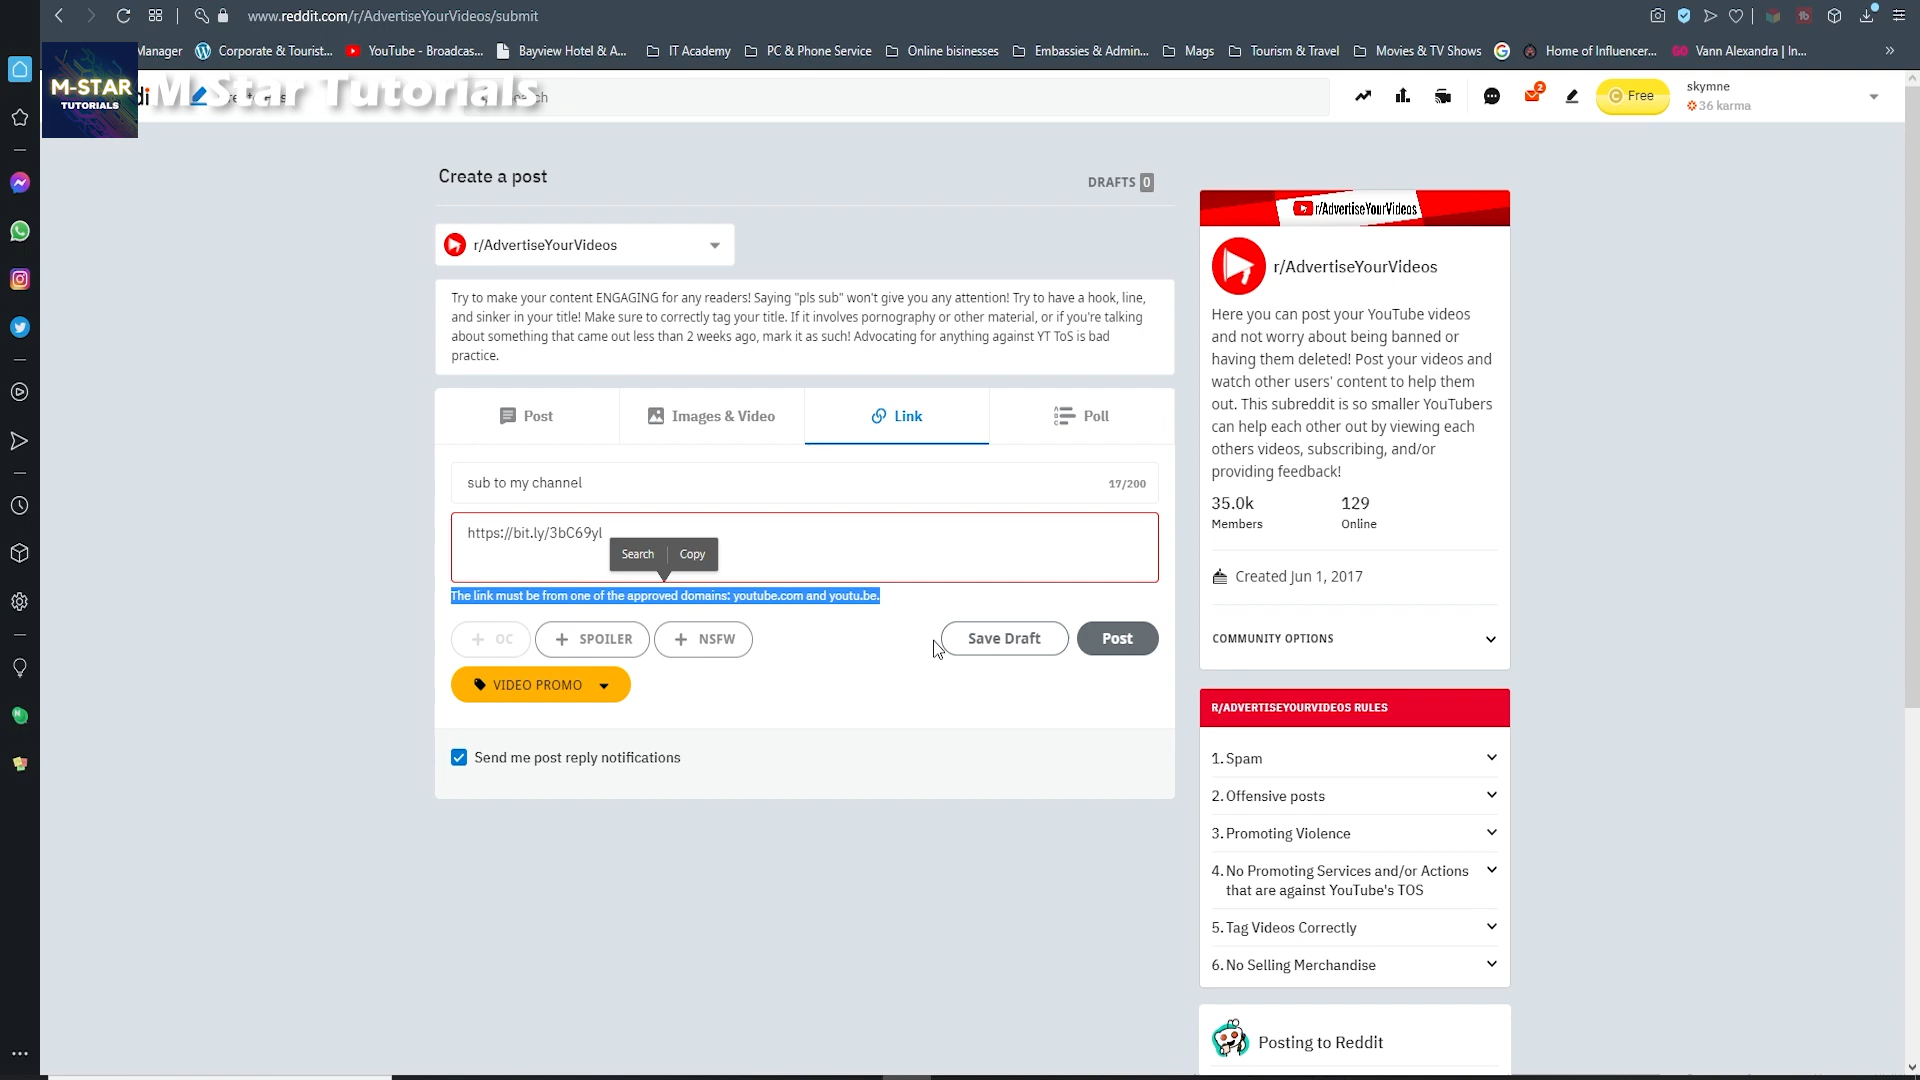 www.reddit.com/r/AdvertiseYourVideos/submit
Manager
Corporate & Tourist...
YouTube - Broadcas...
Bayview Hotel & A...
IT Academy
PC & Phone Service
Online bisinesses
Embassies & Admin...
Mags
Tourism & Travel
Movies & TV Shows
Home of Influencer...
Vann Alexandra | In...
M-STAR
TUTORIALS
M-Star Tutorials
2
Free
skymne
36 karma
Create a post
DRAFTS 0
r/AdvertiseYourVideos
Try to make your content ENGAGING for any readers! Saying "pls sub" won't give you any attention! Try to have a hook, line,
and sinker in your title! Make sure to correctly tag your title. If it involves pornography or other material, or if you're talking
about something that came out less than 2 weeks ago, mark it as such! Advocating for anything against YT ToS is bad
practice.
Post
Images & Video
Link
Poll
sub to my channel
17/200
https://bit.ly/3bC69yl
Search
Copy
The link must be from one of the approved domains: youtube.com and youtu.be.
+ OC
+ SPOILER
+ NSFW
Save Draft
Post
VIDEO PROMO
Send me post reply notifications
r/AdvertiseYourVideos
r/AdvertiseYourVideos
Here you can post your YouTube videos
and not worry about being banned or
having them deleted! Post your videos and
watch other users' content to help them
out. This subreddit is so smaller YouTubers
can help each other out by viewing each
others videos, subscribing, and/or
providing feedback!
35.0k
129
Members
Online
Created Jun 1, 2017
COMMUNITY OPTIONS
R/ADVERTISEYOURVIDEOS RULES
1. Spam
2. Offensive posts
3. Promoting Violence
4. No Promoting Services and/or Actions
that are against YouTube's TOS
5. Tag Videos Correctly
6. No Selling Merchandise
Posting to Reddit